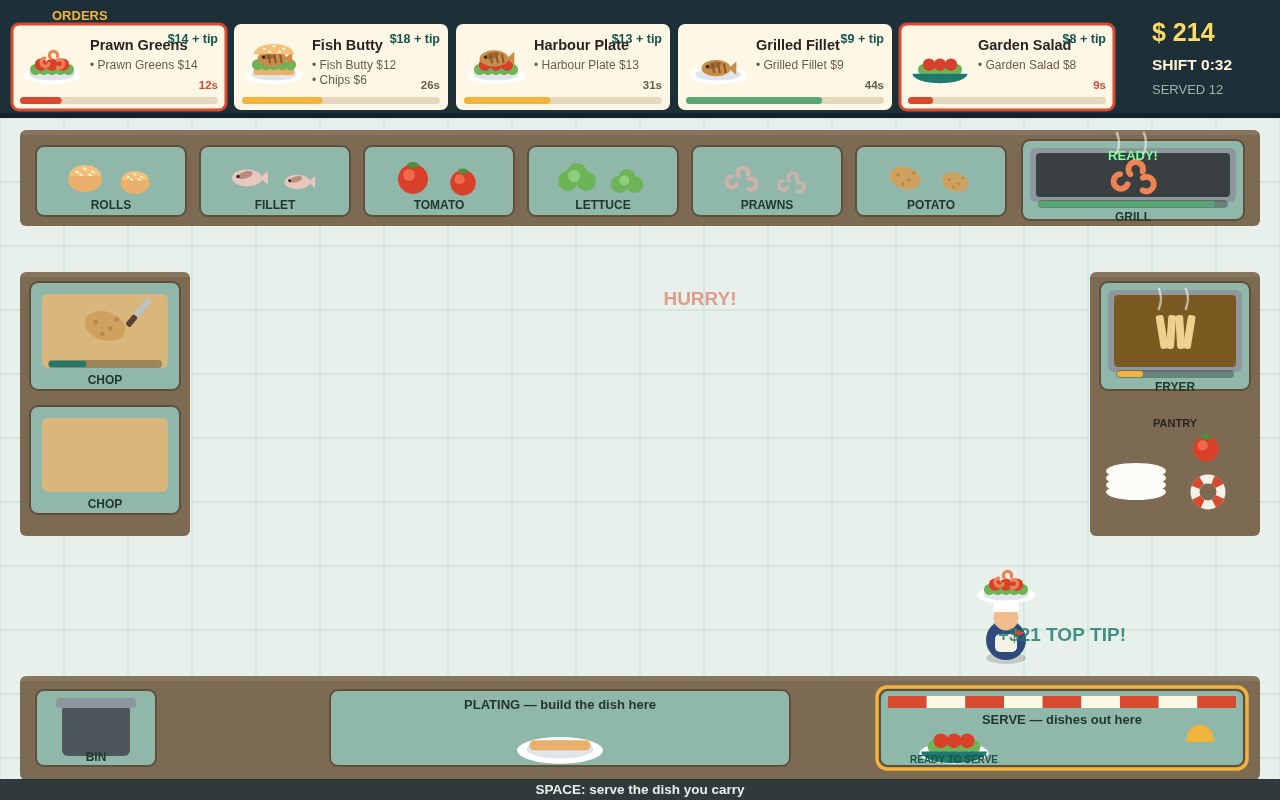 ORDERS
Prawn Greens $14 + tip
• Prawn Greens $14
12s
Fish Butty $18 + tip
• Fish Butty $12
• Chips $6
26s
Harbour Plate $13 + tip
• Harbour Plate $13
31s
Grilled Fillet $9 + tip
• Grilled Fillet $9
44s
Garden Salad $8 + tip
• Garden Salad $8
9s
$ 214
SHIFT 0:32
SERVED 12
ROLLS
FILLET
TOMATO
LETTUCE
PRAWNS
POTATO
READY!
GRILL
HURRY!
CHOP
CHOP
FRYER
PANTRY
+$21 TOP TIP!
BIN
PLATING — build the dish here
SERVE — dishes out here
READY TO SERVE
SPACE: serve the dish you carry